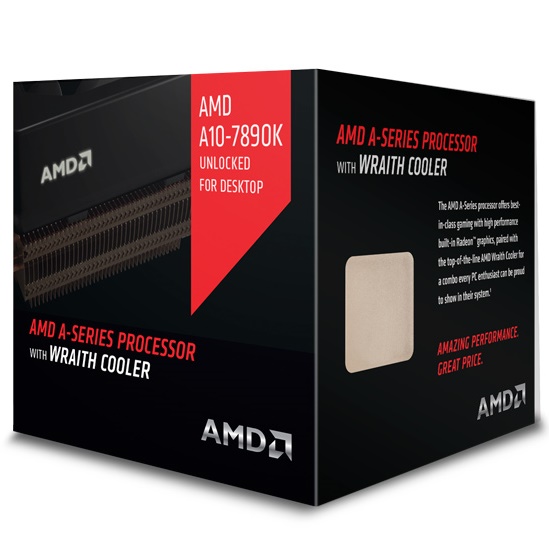 AMD
A10-7890K
UNLOCKED
FOR DESKTOP
AMD
AMD A-SERIES PROCESSOR
WITH WRAITH COOLER
AMD
AMD A-SERIES PROCESSOR
WITH WRAITH COOLER
The AMD A-Series processor offers best-
in-class gaming with high performance
built-in Radeon™ graphics, paired with
the top-of-the-line AMD Wraith Cooler for
a combo every PC enthusiast can be proud
to show in their system.¹
AMAZING PERFORMANCE.
GREAT PRICE.
AMD